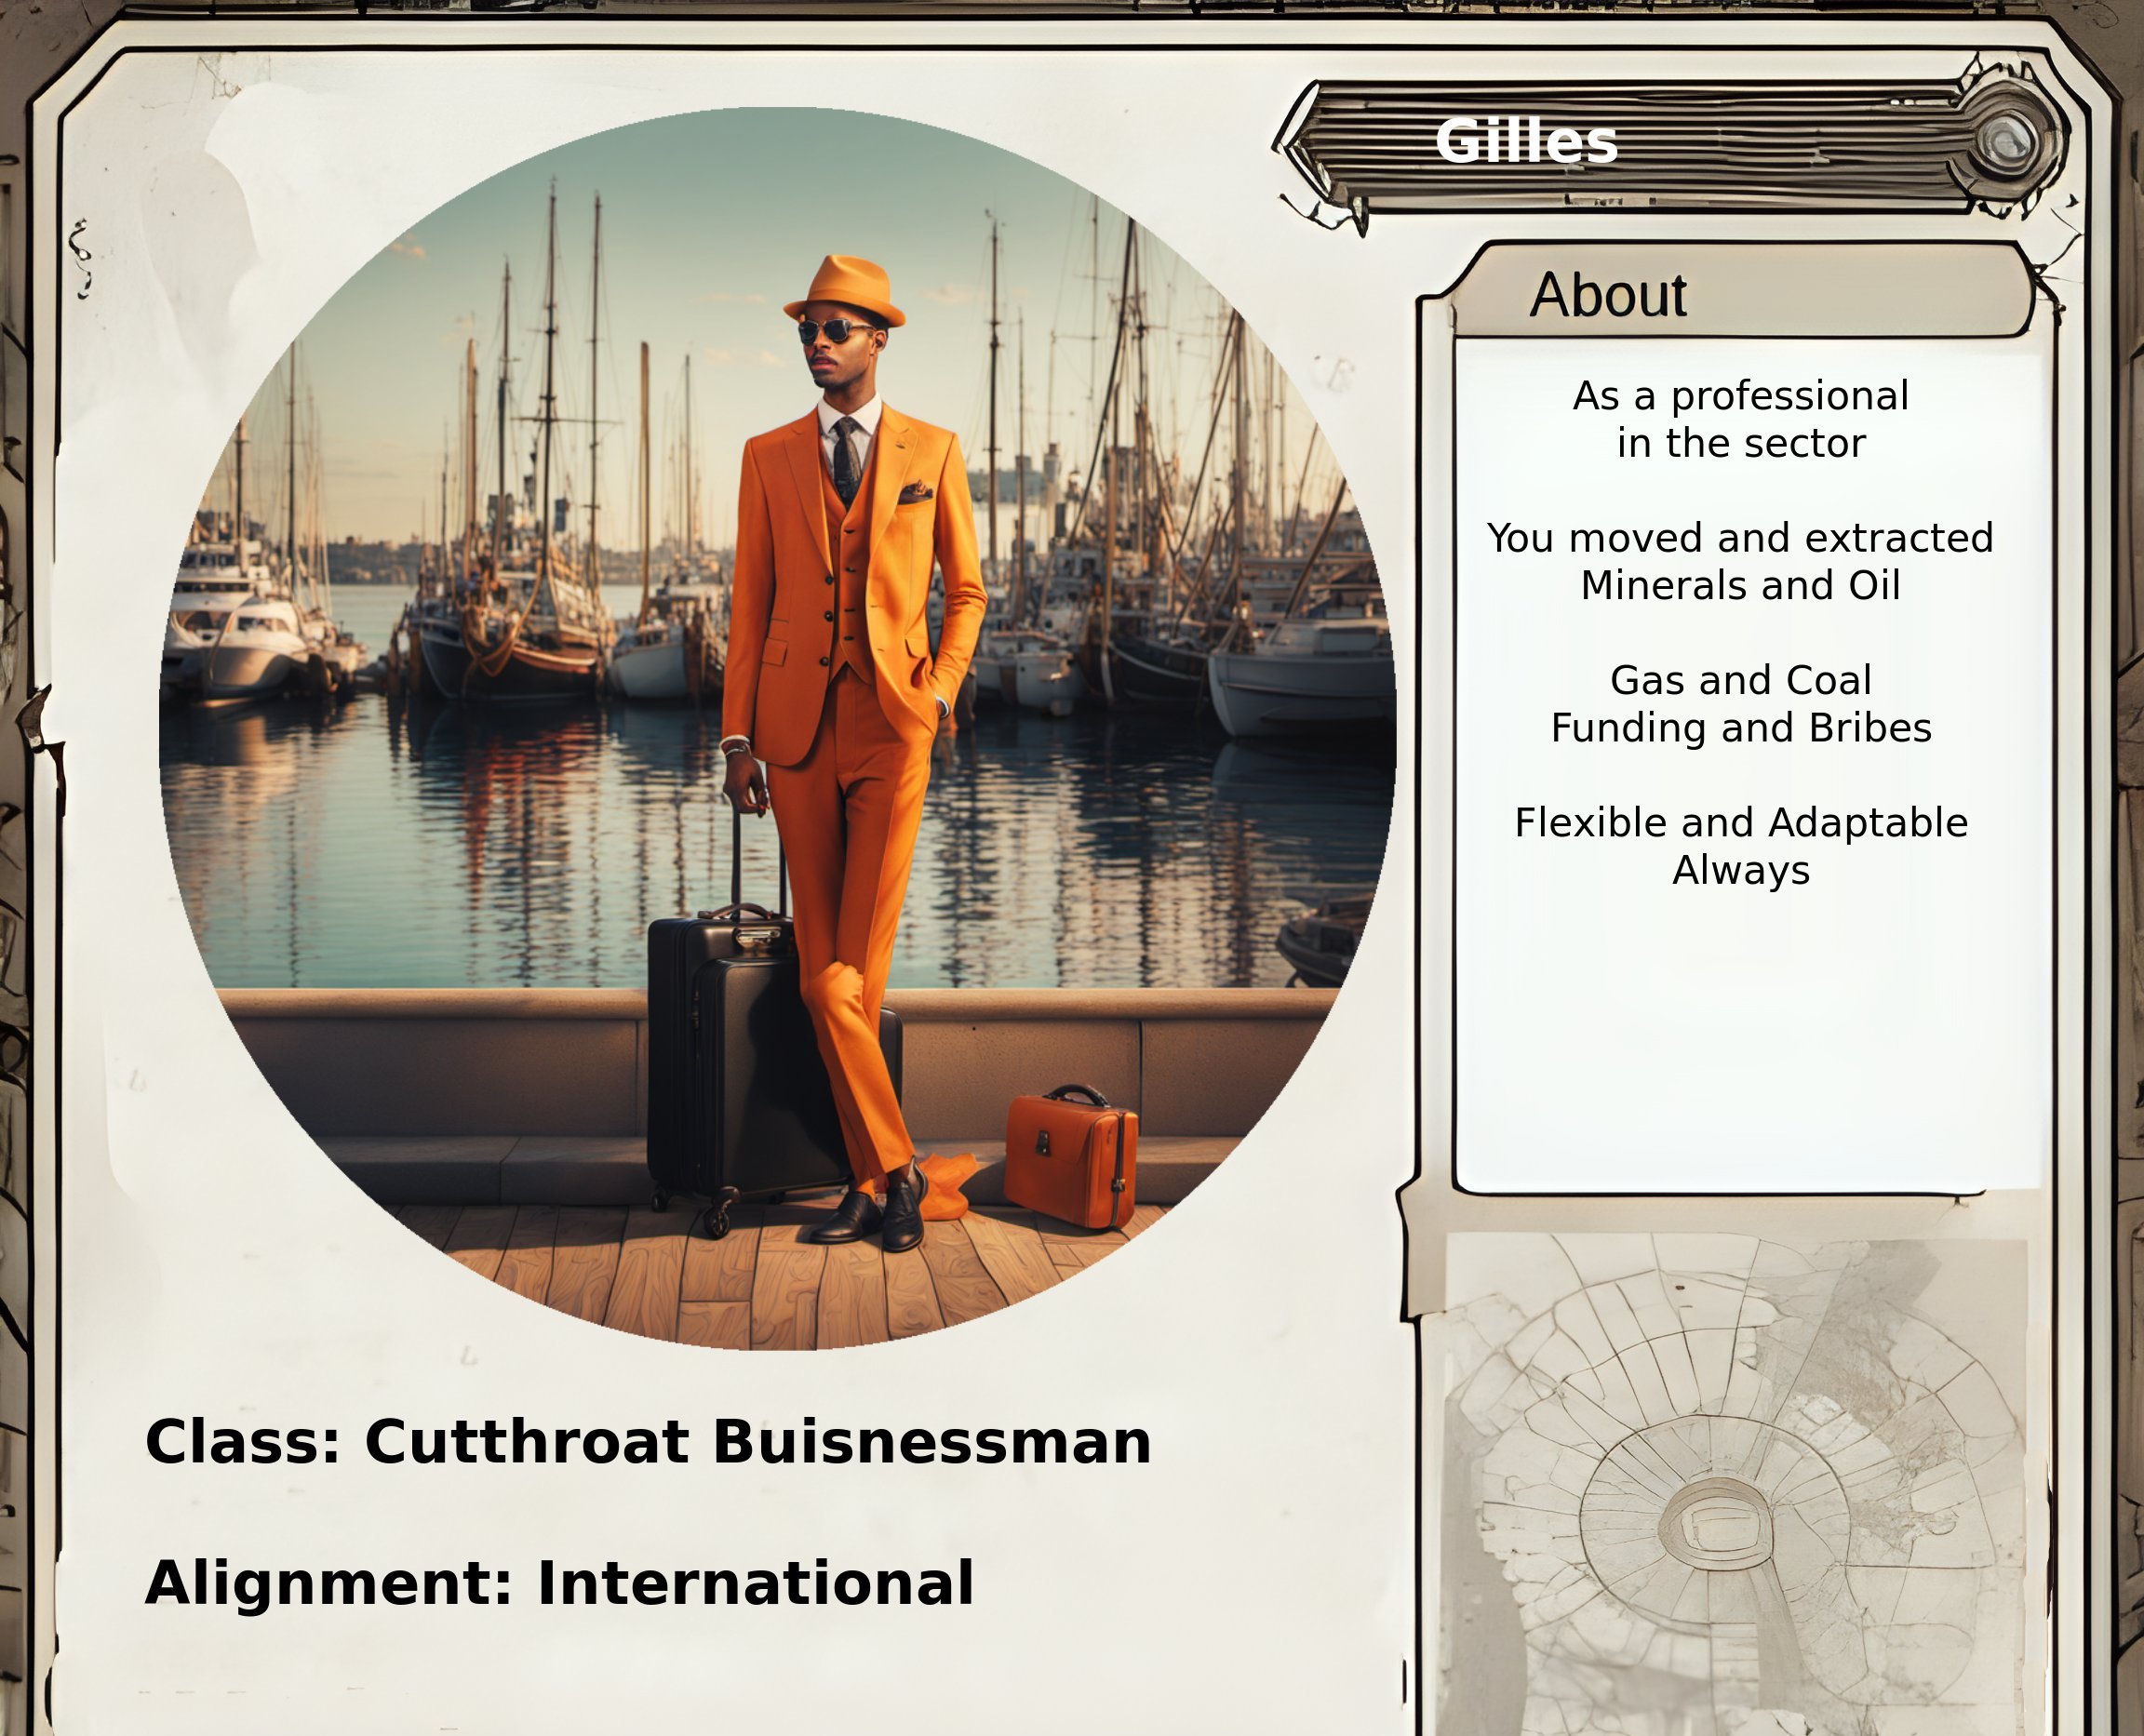 Gilles
About
As a professional
in the sector
You moved and extracted
Minerals and Oil
Gas and Coal
Funding and Bribes
Flexible and Adaptable
Always
Class: Cutthroat Buisnessman
Alignment: International